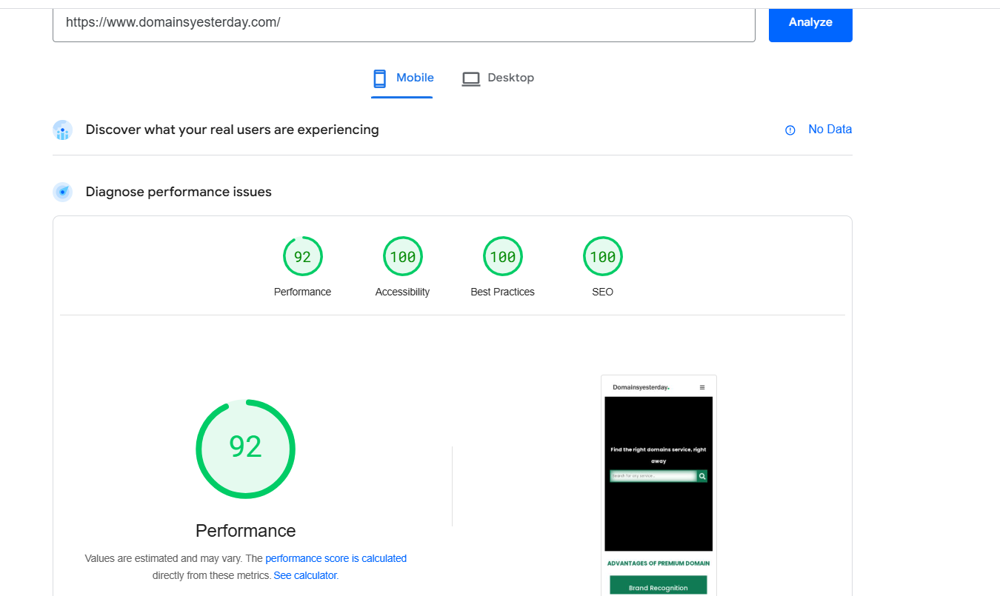 https://www.domainsyesterday.com/
Analyze
Mobile
Desktop
Discover what your real users are experiencing
No Data
Diagnose performance issues
92
100
100
100
Performance
Accessibility
Best Practices
SEO
92
Performance
Values are estimated and may vary. The performance score is calculated
directly from these metrics. See calculator.
Domainsyesterday.
Find the right domains service, right
away
Search for any service...
ADVANTAGES OF PREMIUM DOMAIN
Brand Recognition